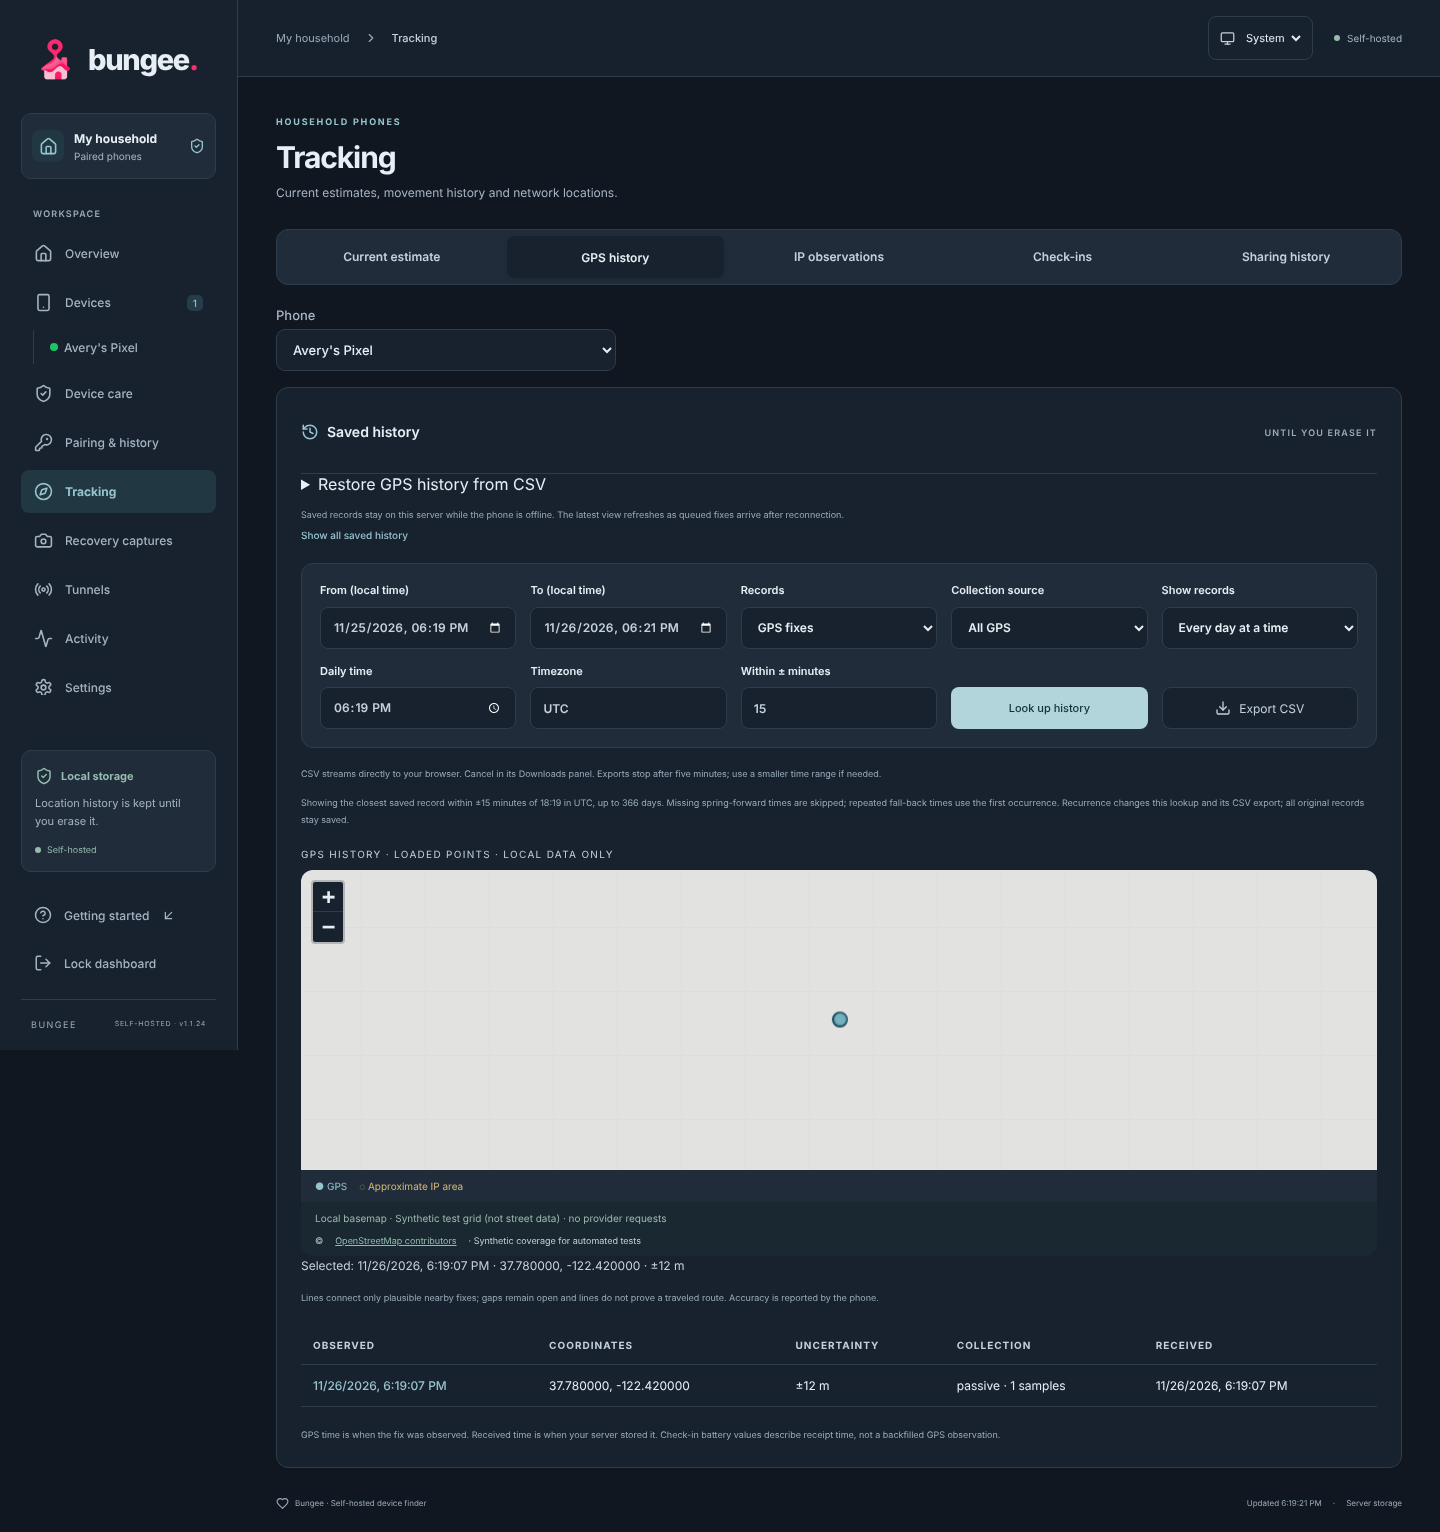 bungee.
My household
Paired phones
WORKSPACE
Overview
Devices
1
Avery's Pixel
Device care
Pairing & history
Tracking
Recovery captures
Tunnels
Activity
Settings
Local storage
Location history is kept until
you erase it.
Self-hosted
Getting started
Lock dashboard
BUNGEE
SELF-HOSTED · v1.1.24
My household
Tracking
System
Self-hosted
HOUSEHOLD PHONES
Tracking
Current estimates, movement history and network locations.
Current estimate
GPS history
IP observations
Check-ins
Sharing history
Phone
Avery's Pixel
Saved history
UNTIL YOU ERASE IT
Restore GPS history from CSV
Saved records stay on this server while the phone is offline. The latest view refreshes as queued fixes arrive after reconnection.
Show all saved history
From (local time)
To (local time)
Records
Collection source
Show records
11/25/2026, 06:19 PM
11/26/2026, 06:21 PM
GPS fixes
All GPS
Every day at a time
Daily time
Timezone
Within ± minutes
06:19 PM
UTC
15
Look up history
Export CSV
CSV streams directly to your browser. Cancel in its Downloads panel. Exports stop after five minutes; use a smaller time range if needed.
Showing the closest saved record within ±15 minutes of 18:19 in UTC, up to 366 days. Missing spring-forward times are skipped; repeated fall-back times use the first occurrence. Recurrence changes this lookup and its CSV export; all original records
stay saved.
GPS HISTORY · LOADED POINTS · LOCAL DATA ONLY
+
−
GPS
Approximate IP area
Local basemap · Synthetic test grid (not street data) · no provider requests
© OpenStreetMap contributors · Synthetic coverage for automated tests
Selected: 11/26/2026, 6:19:07 PM · 37.780000, -122.420000 · ±12 m
Lines connect only plausible nearby fixes; gaps remain open and lines do not prove a traveled route. Accuracy is reported by the phone.
OBSERVED
COORDINATES
UNCERTAINTY
COLLECTION
RECEIVED
11/26/2026, 6:19:07 PM
37.780000, -122.420000
±12 m
passive · 1 samples
11/26/2026, 6:19:07 PM
GPS time is when the fix was observed. Received time is when your server stored it. Check-in battery values describe receipt time, not a backfilled GPS observation.
Bungee · Self-hosted device finder
Updated 6:19:21 PM · Server storage